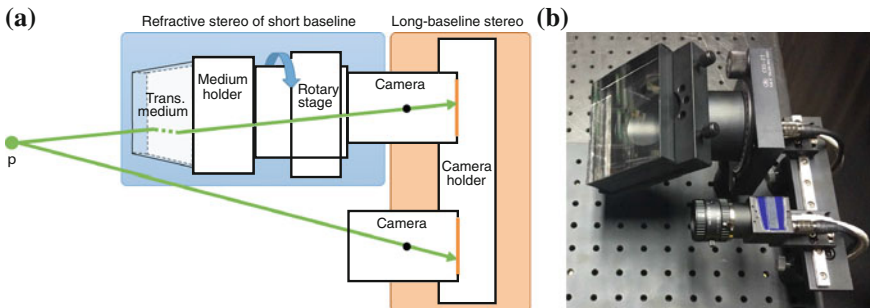 (a)
Refractive stereo of short baseline
Long-baseline stereo
(b)
Trans.
medium
Medium
holder
Rotary
stage
Camera
p
Camera
holder
Camera